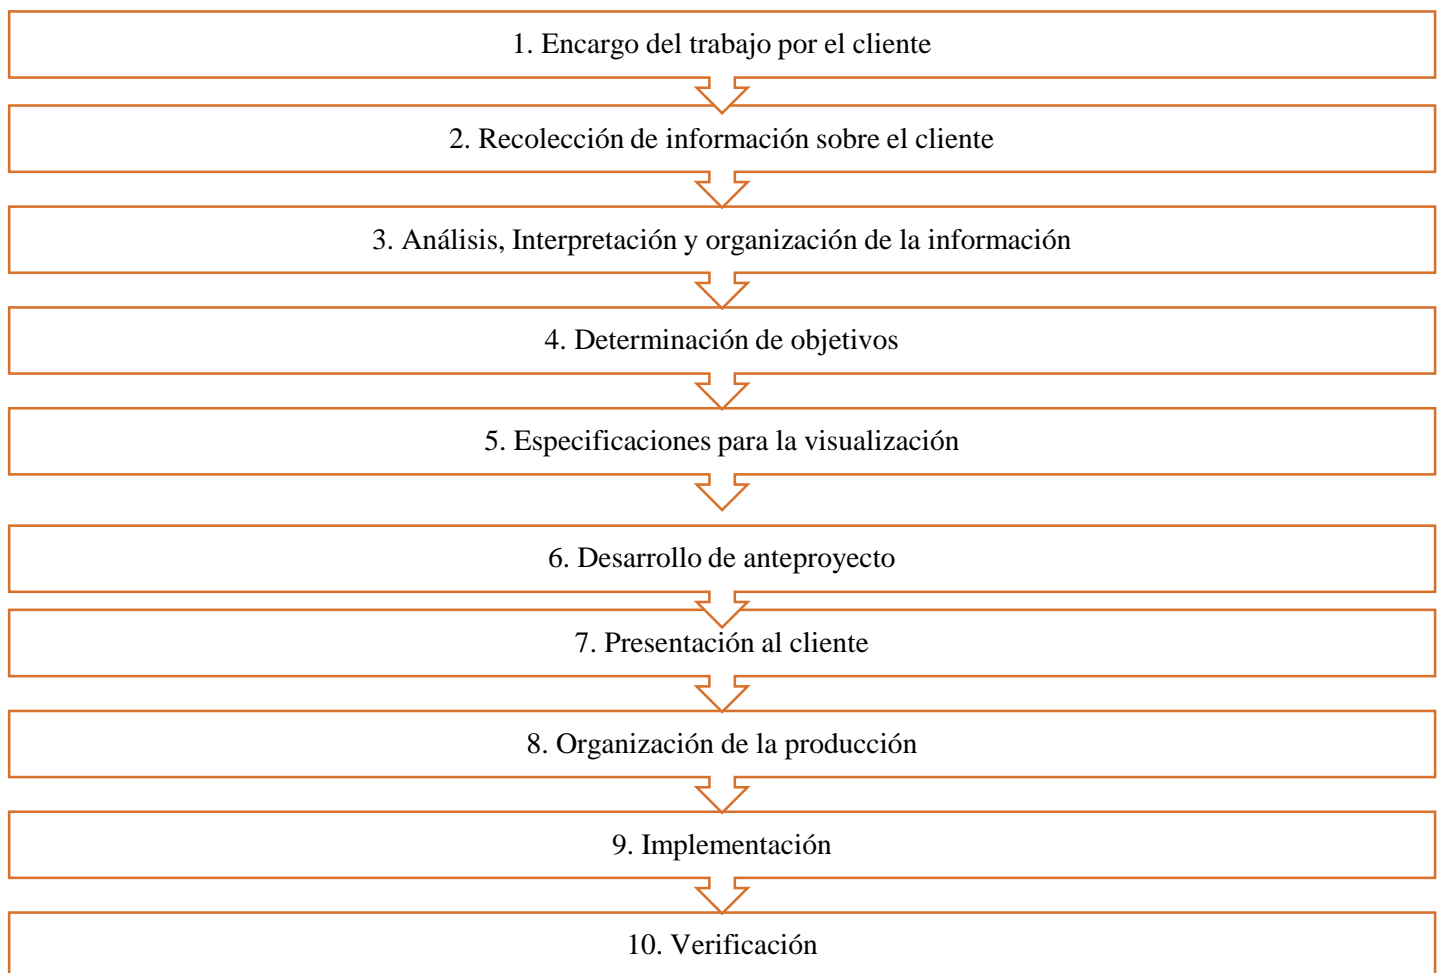 1. Encargo del trabajo por el cliente
2. Recolección de información sobre el cliente
3. Análisis, Interpretación y organización de la información
4. Determinación de objetivos
5. Especificaciones para la visualización
6. Desarrollo de anteproyecto
7. Presentación al cliente
8. Organización de la producción
9. Implementación
10. Verificación